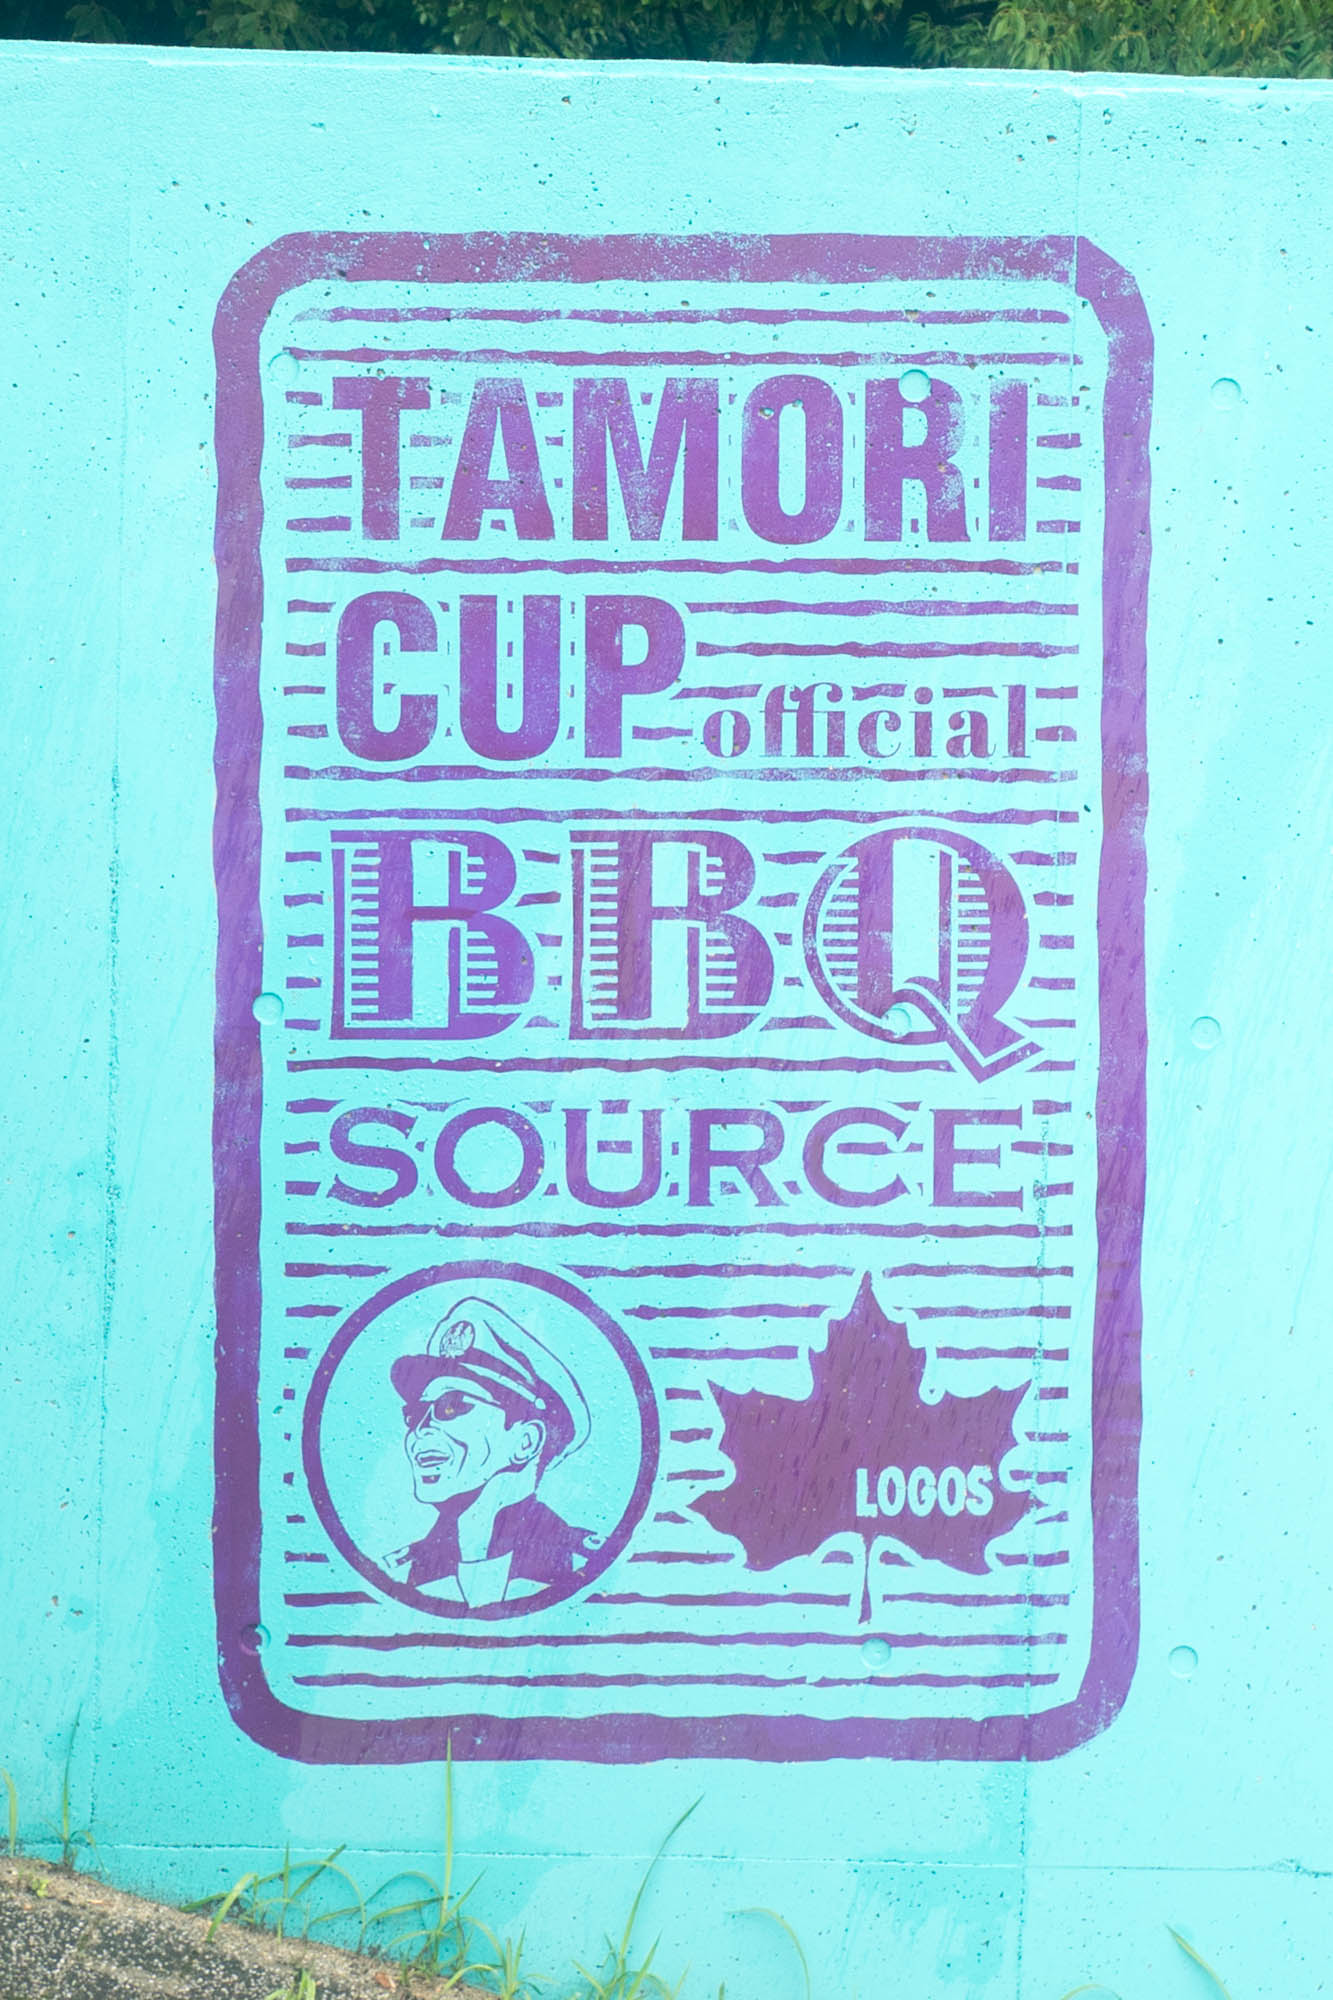 TAMORI
CUP official
BBQ
SOURCE
LOGOS